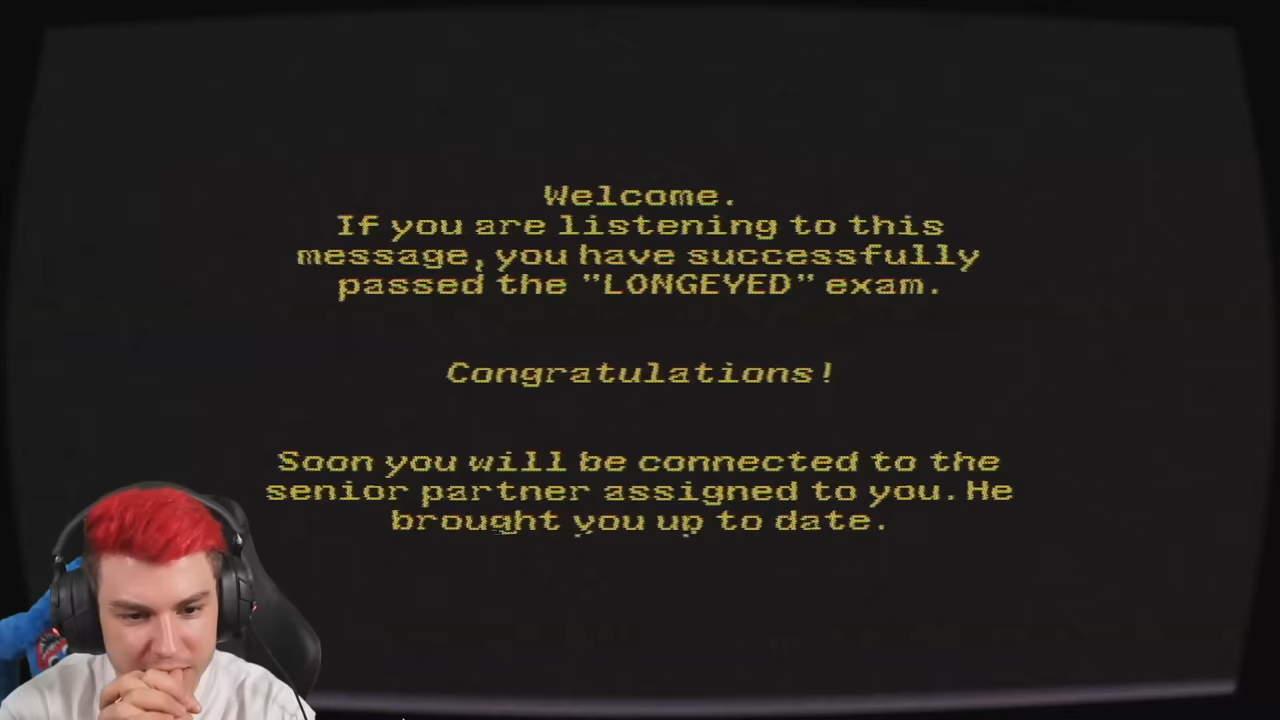 Welcome.
If you are listening to this
message, you have successfully
passed the "LONGEYED" exam.
Congratulations!
Soon you will be connected to the
senior partner assigned to you. He
brought you up to date.